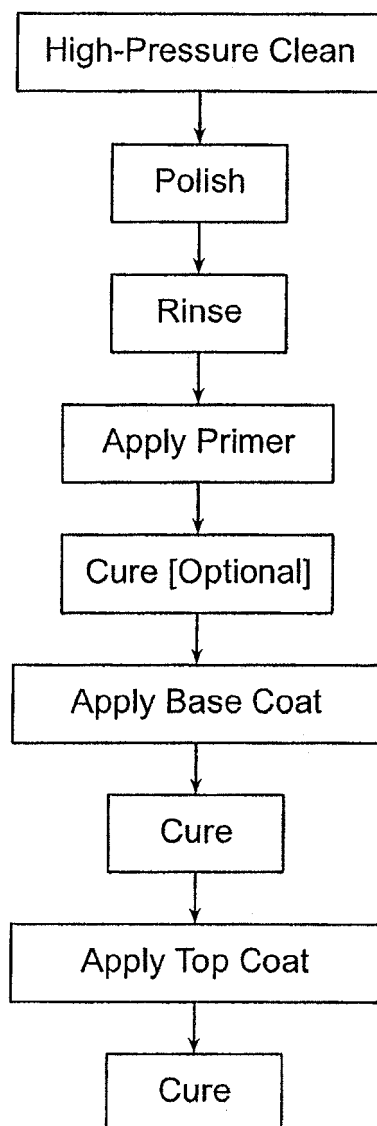 High-Pressure Clean
Polish
Rinse
Apply Primer
Cure [Optional]
Apply Base Coat
Cure
Apply Top Coat
Cure